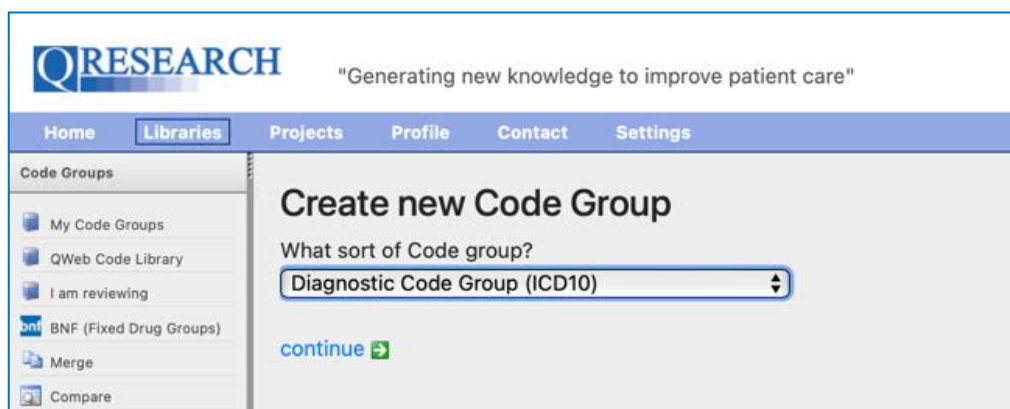 QRESEARCH
"Generating new knowledge to improve patient care"
Home Libraries Projects Profile Contact Settings
Code Groups
My Code Groups
QWeb Code Library
I am reviewing
bnf BNF (Fixed Drug Groups)
Merge
Compare
Create new Code Group
What sort of Code group?
Diagnostic Code Group (ICD10)
continue